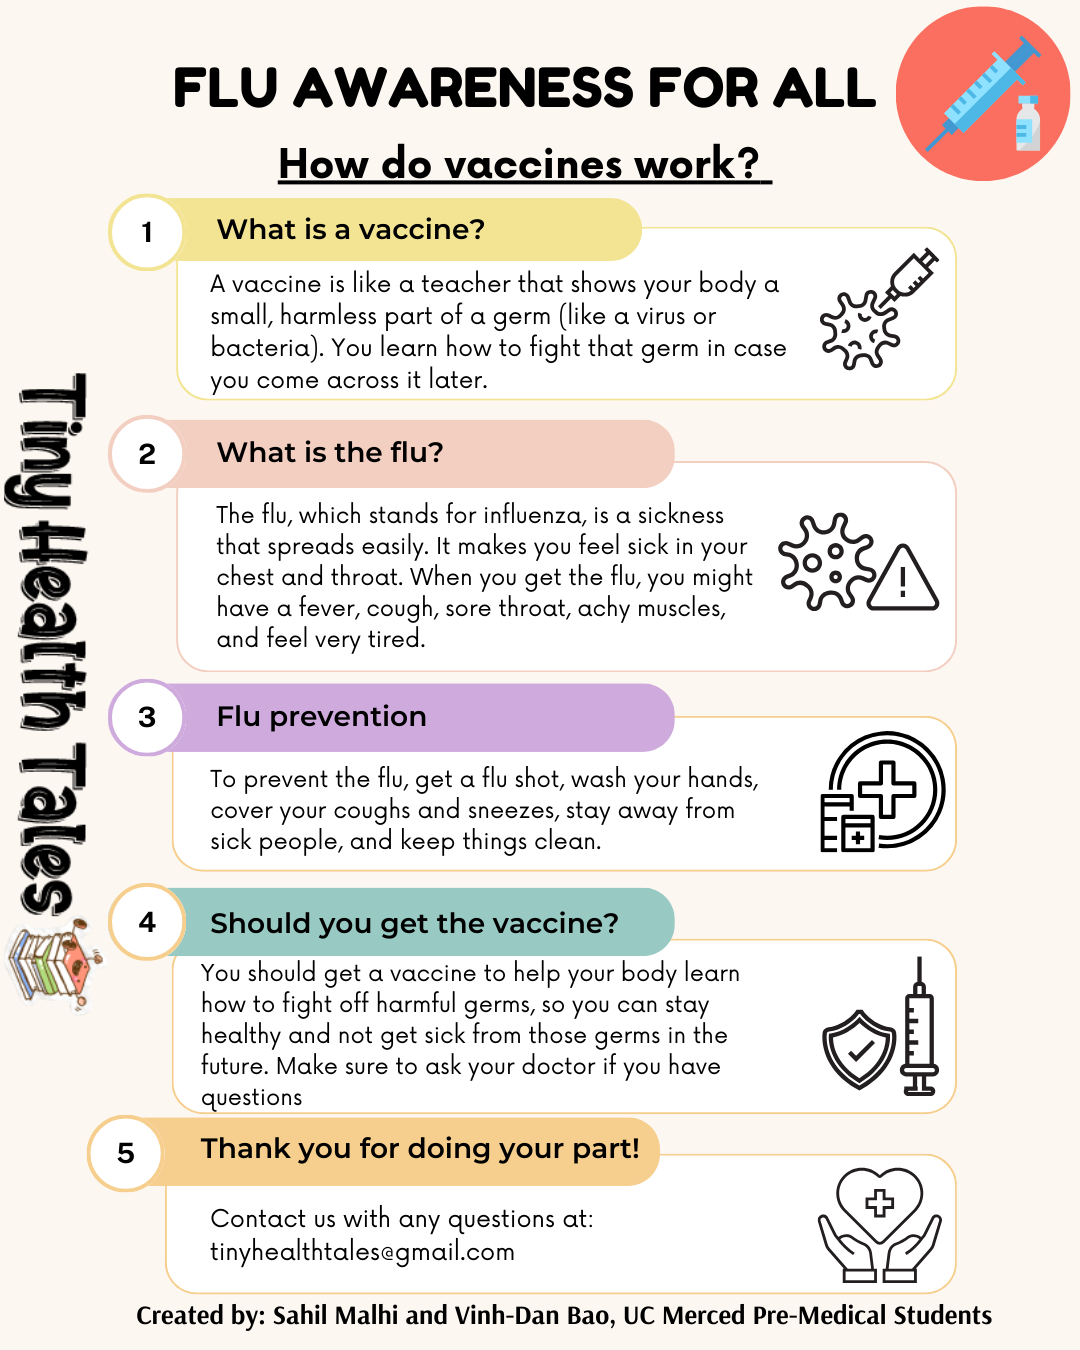 FLU AWARENESS FOR ALL
How do vaccines work?
1
What is a vaccine?
A vaccine is like a teacher that shows your body a
small, harmless part of a germ (like a virus or
bacteria). You learn how to fight that germ in case
you come across it later.
2
What is the flu?
The flu, which stands for influenza, is a sickness
that spreads easily. It makes you feel sick in your
chest and throat. When you get the flu, you might
have a fever, cough, sore throat, achy muscles,
and feel very tired.
3
Flu prevention
To prevent the flu, get a flu shot, wash your hands,
cover your coughs and sneezes, stay away from
sick people, and keep things clean.
4
Should you get the vaccine?
You should get a vaccine to help your body learn
how to fight off harmful germs, so you can stay
healthy and not get sick from those germs in the
future. Make sure to ask your doctor if you have
questions
5
Thank you for doing your part!
Contact us with any questions at:
tinyhealthtales@gmail.com
Tiny Health Tales
Created by: Sahil Malhi and Vinh-Dan Bao, UC Merced Pre-Medical Students